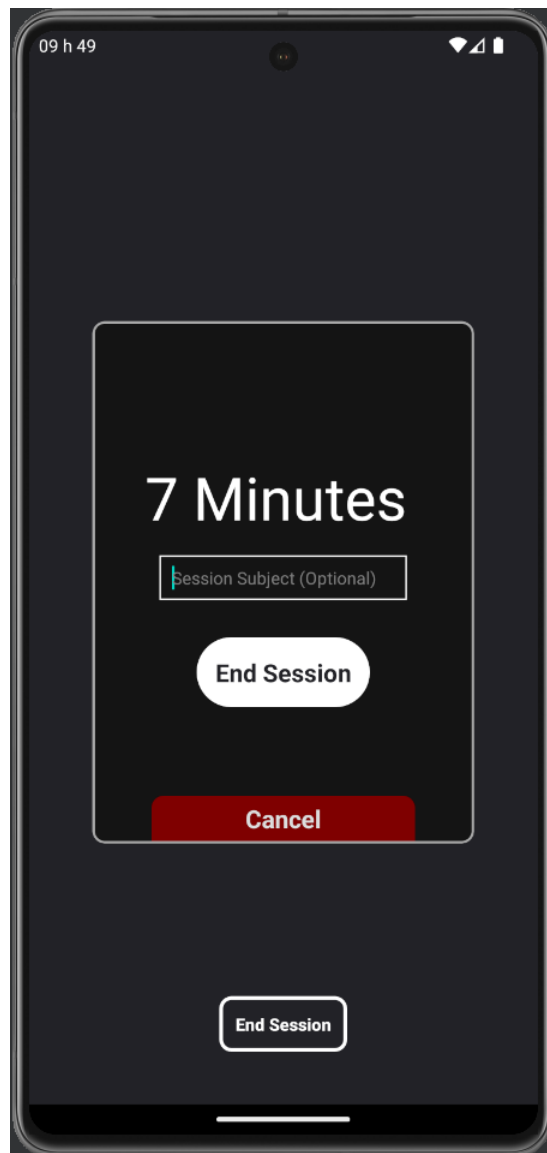 09 h 49
7 Minutes
Session Subject (Optional)
End Session
Cancel
End Session